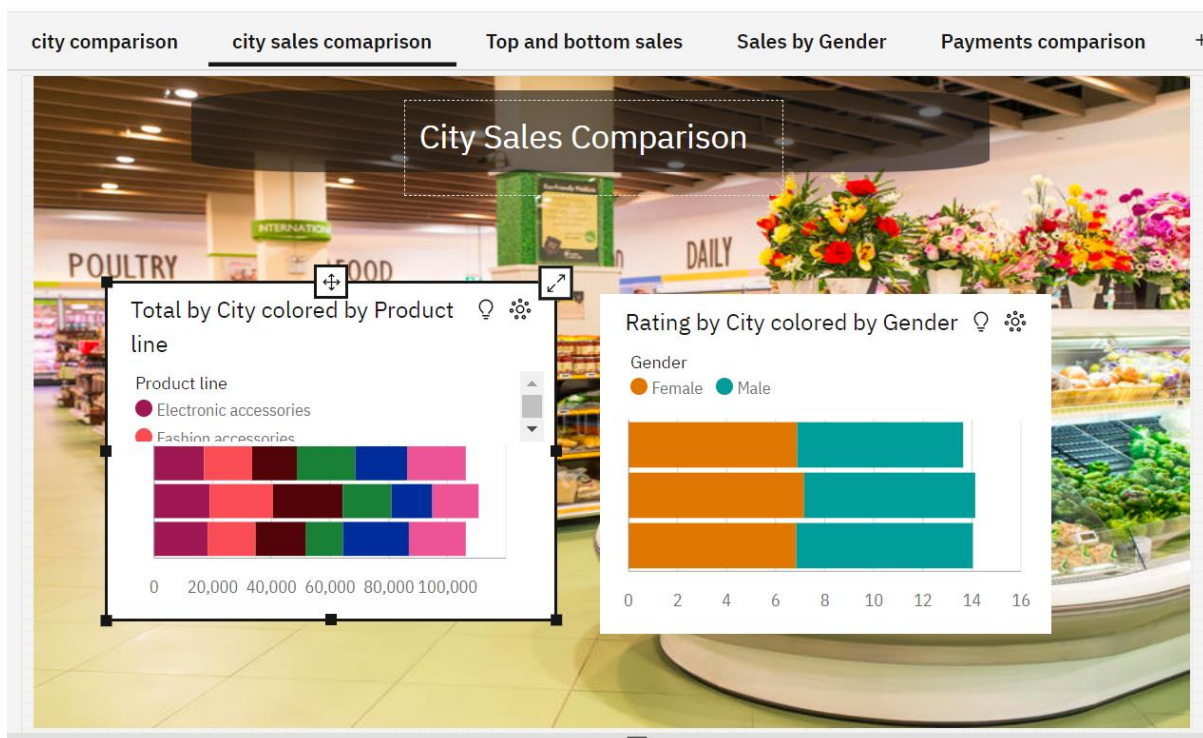 city comparison
city sales comaprison
Top and bottom sales
Sales by Gender
Payments comparison
+
City Sales Comparison
INTERNATIO
POULTRY
FOOD
DAILY
Total by City colored by Product
line
Product line
Electronic accessories
Fashion accessories
0 20,000 40,000 60,000 80,000 100,000
Rating by City colored by Gender
Gender
Female Male
0 2 4 6 8 10 12 14 16